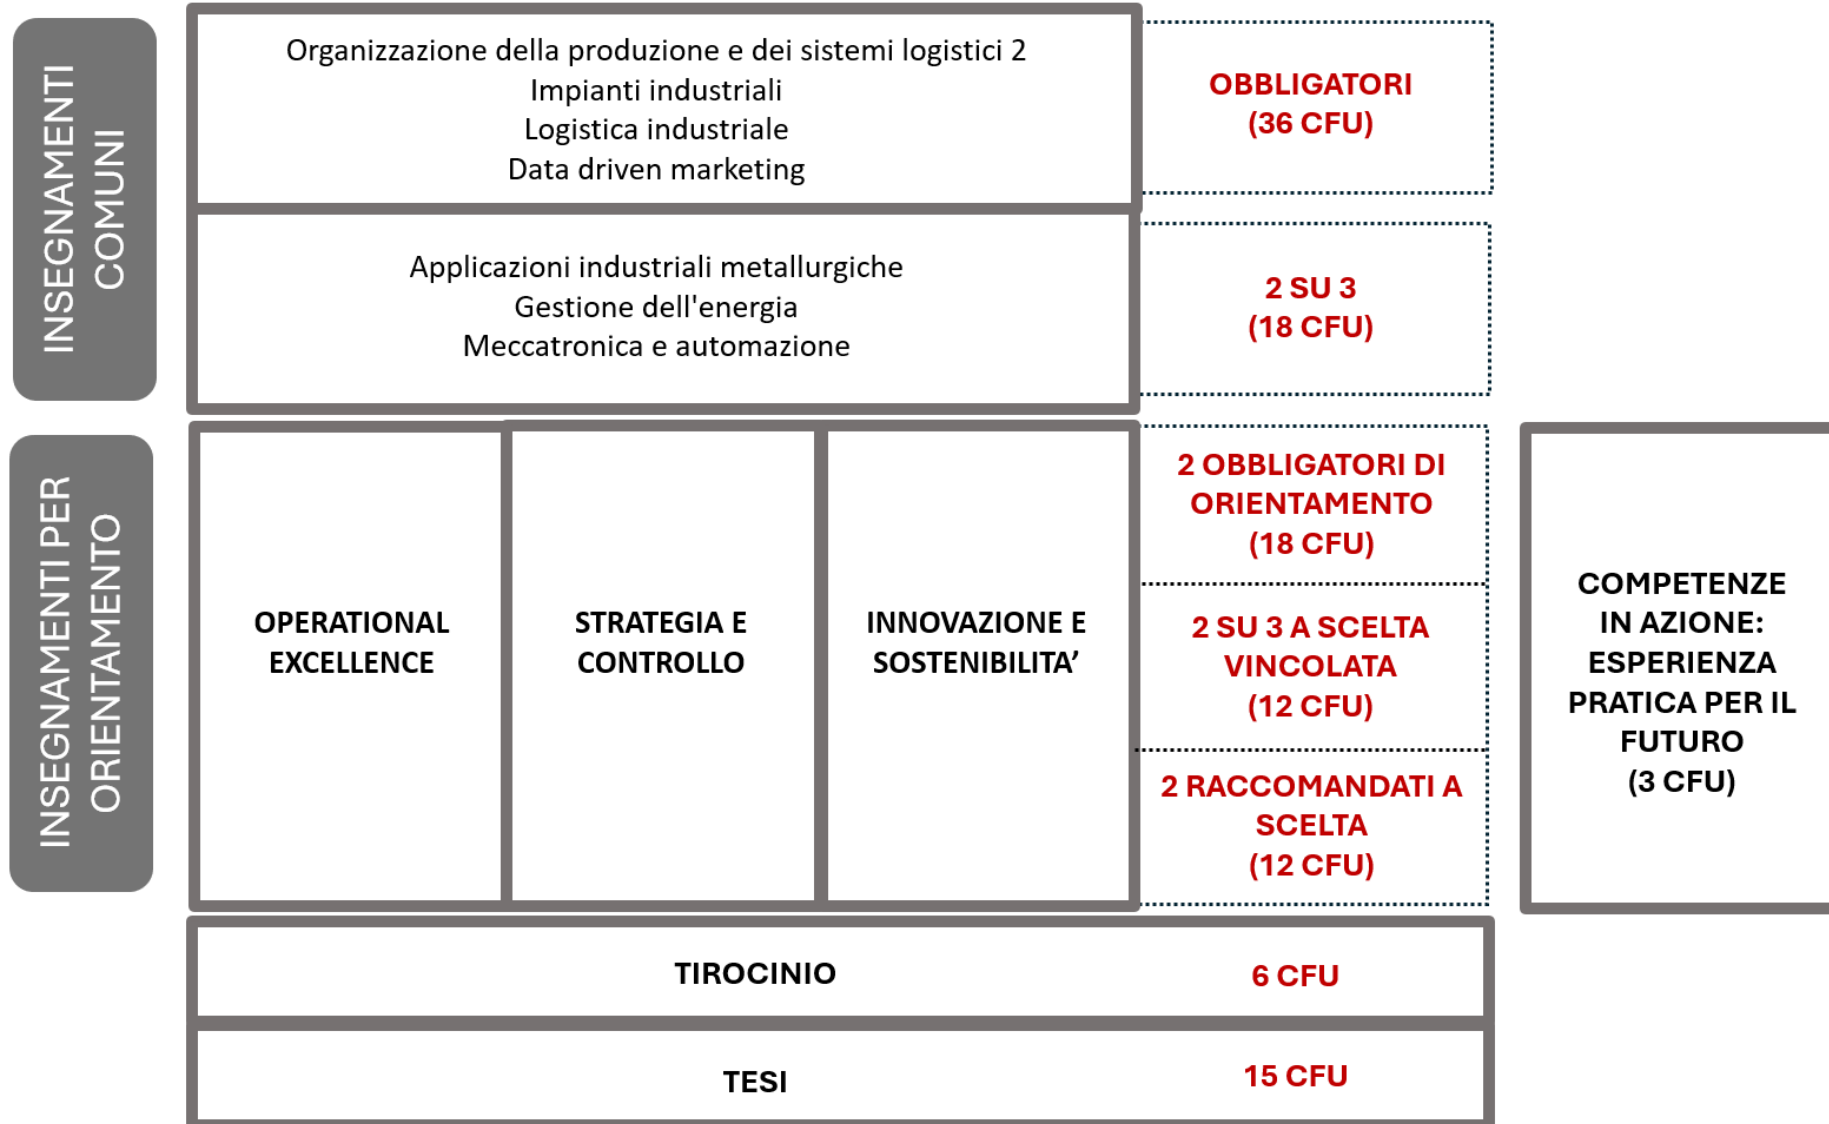 INSEGNAMENTI
COMUNI
Organizzazione della produzione e dei sistemi logistici 2
Impianti industriali
Logistica industriale
Data driven marketing
OBBLIGATORI
(36 CFU)
Applicazioni industriali metallurgiche
Gestione dell'energia
Meccatronica e automazione
2 SU 3
(18 CFU)
INSEGNAMENTI PER
ORIENTAMENTO
OPERATIONAL
EXCELLENCE
STRATEGIA E
CONTROLLO
INNOVAZIONE E
SOSTENIBILITA’
2 OBBLIGATORI DI
ORIENTAMENTO
(18 CFU)
2 SU 3 A SCELTA
VINCOLATA
(12 CFU)
2 RACCOMANDATI A
SCELTA
(12 CFU)
COMPETENZE
IN AZIONE:
ESPERIENZA
PRATICA PER IL
FUTURO
(3 CFU)
TIROCINIO
6 CFU
TESI
15 CFU